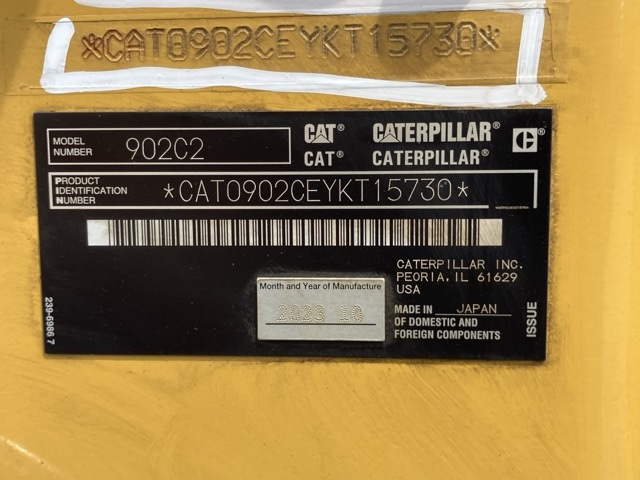 *CAT0902CEYKT15730*
MODEL NUMBER 902C2
CAT® CATERPILLAR®
CAT® CATERPILLAR®
PRODUCT IDENTIFICATION NUMBER *CAT0902CEYKT15730*
CATERPILLAR INC.
PEORIA, IL 61629
USA
Month and Year of Manufacture
2023 10
MADE IN JAPAN
OF DOMESTIC AND
FOREIGN COMPONENTS
ISSUE
239-5986 7